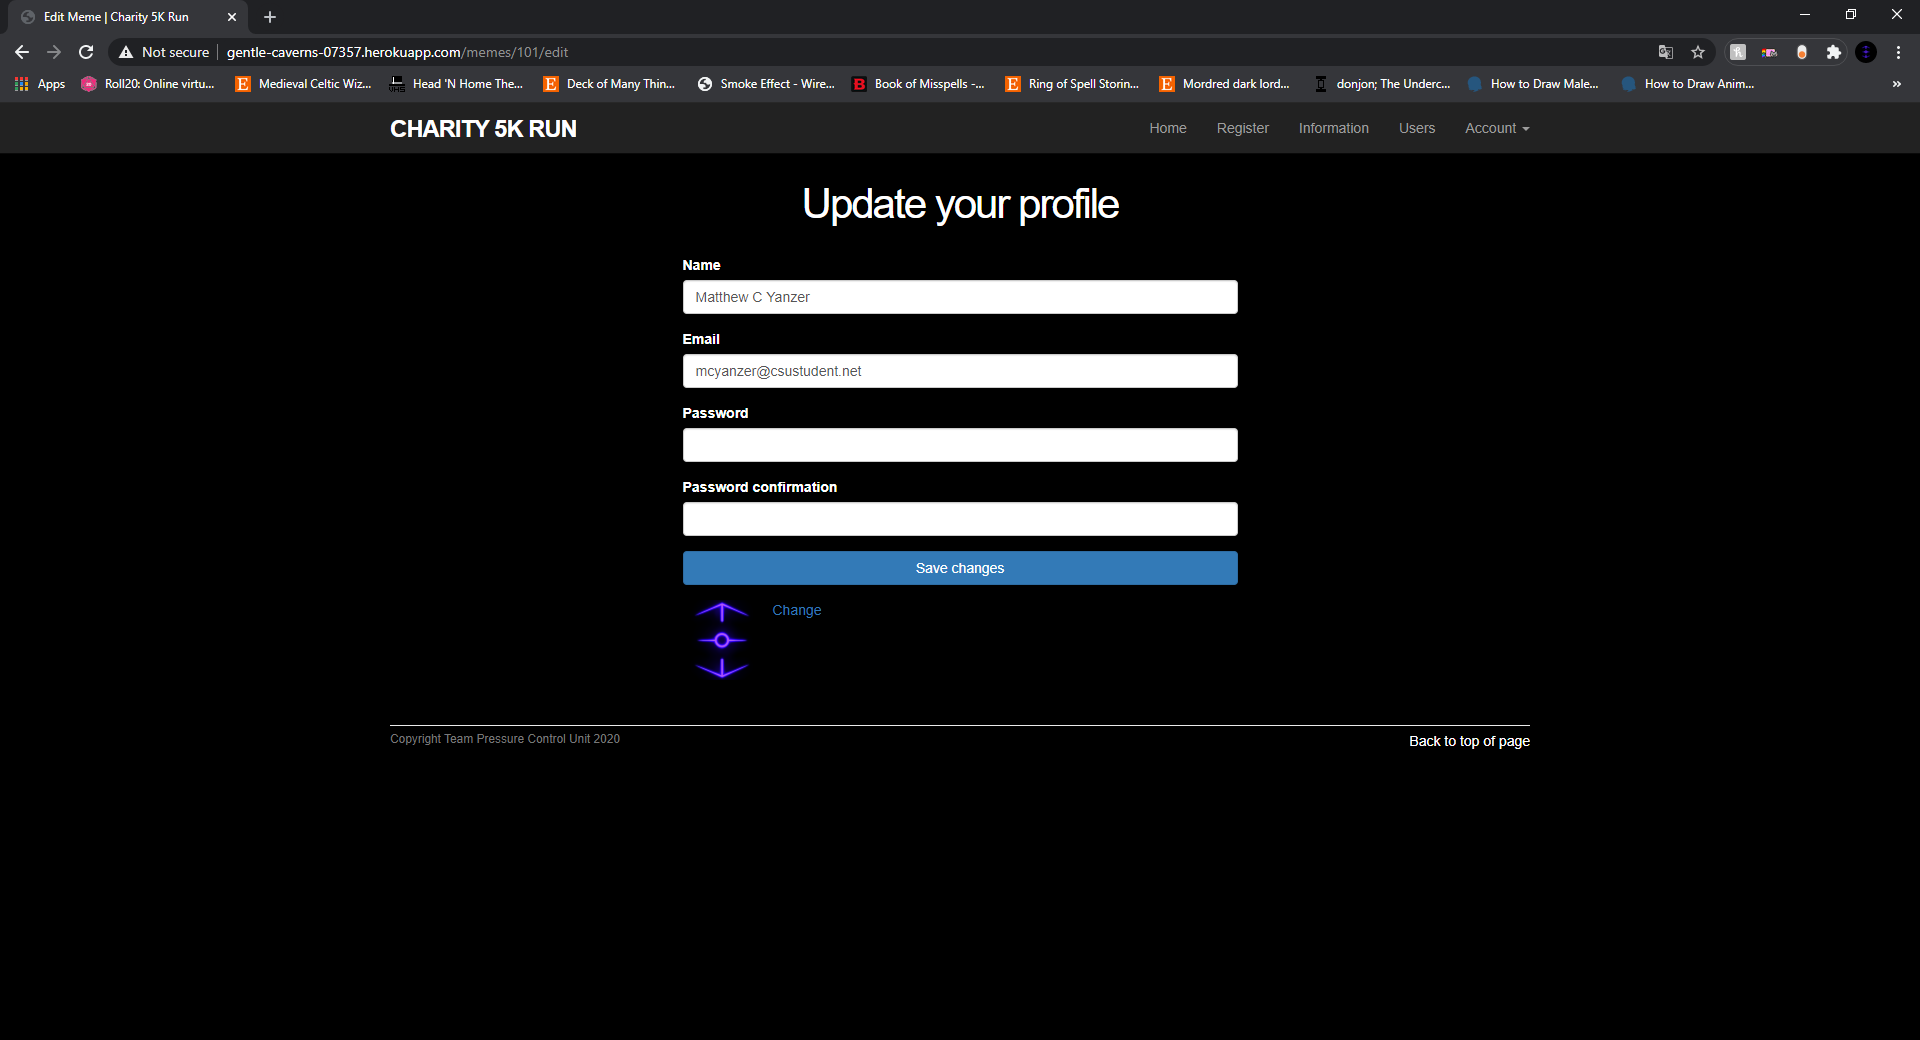 Edit Meme | Charity 5K Run
Not secure gentle-caverns-07357.herokuapp.com/memes/101/edit
Apps Roll20: Online virtu... Medieval Celtic Wiz... Head 'N Home The... Deck of Many Thin... Smoke Effect - Wire... Book of Misspells -... Ring of Spell Storin... Mordred dark lord... donjon; The Underc... How to Draw Male... How to Draw Anim...
CHARITY 5K RUN Home Register Information Users Account
Update your profile
Name
Matthew C Yanzer
Email
mcyanzer@csustudent.net
Password
Password confirmation
Save changes
Change
Copyright Team Pressure Control Unit 2020
Back to top of page